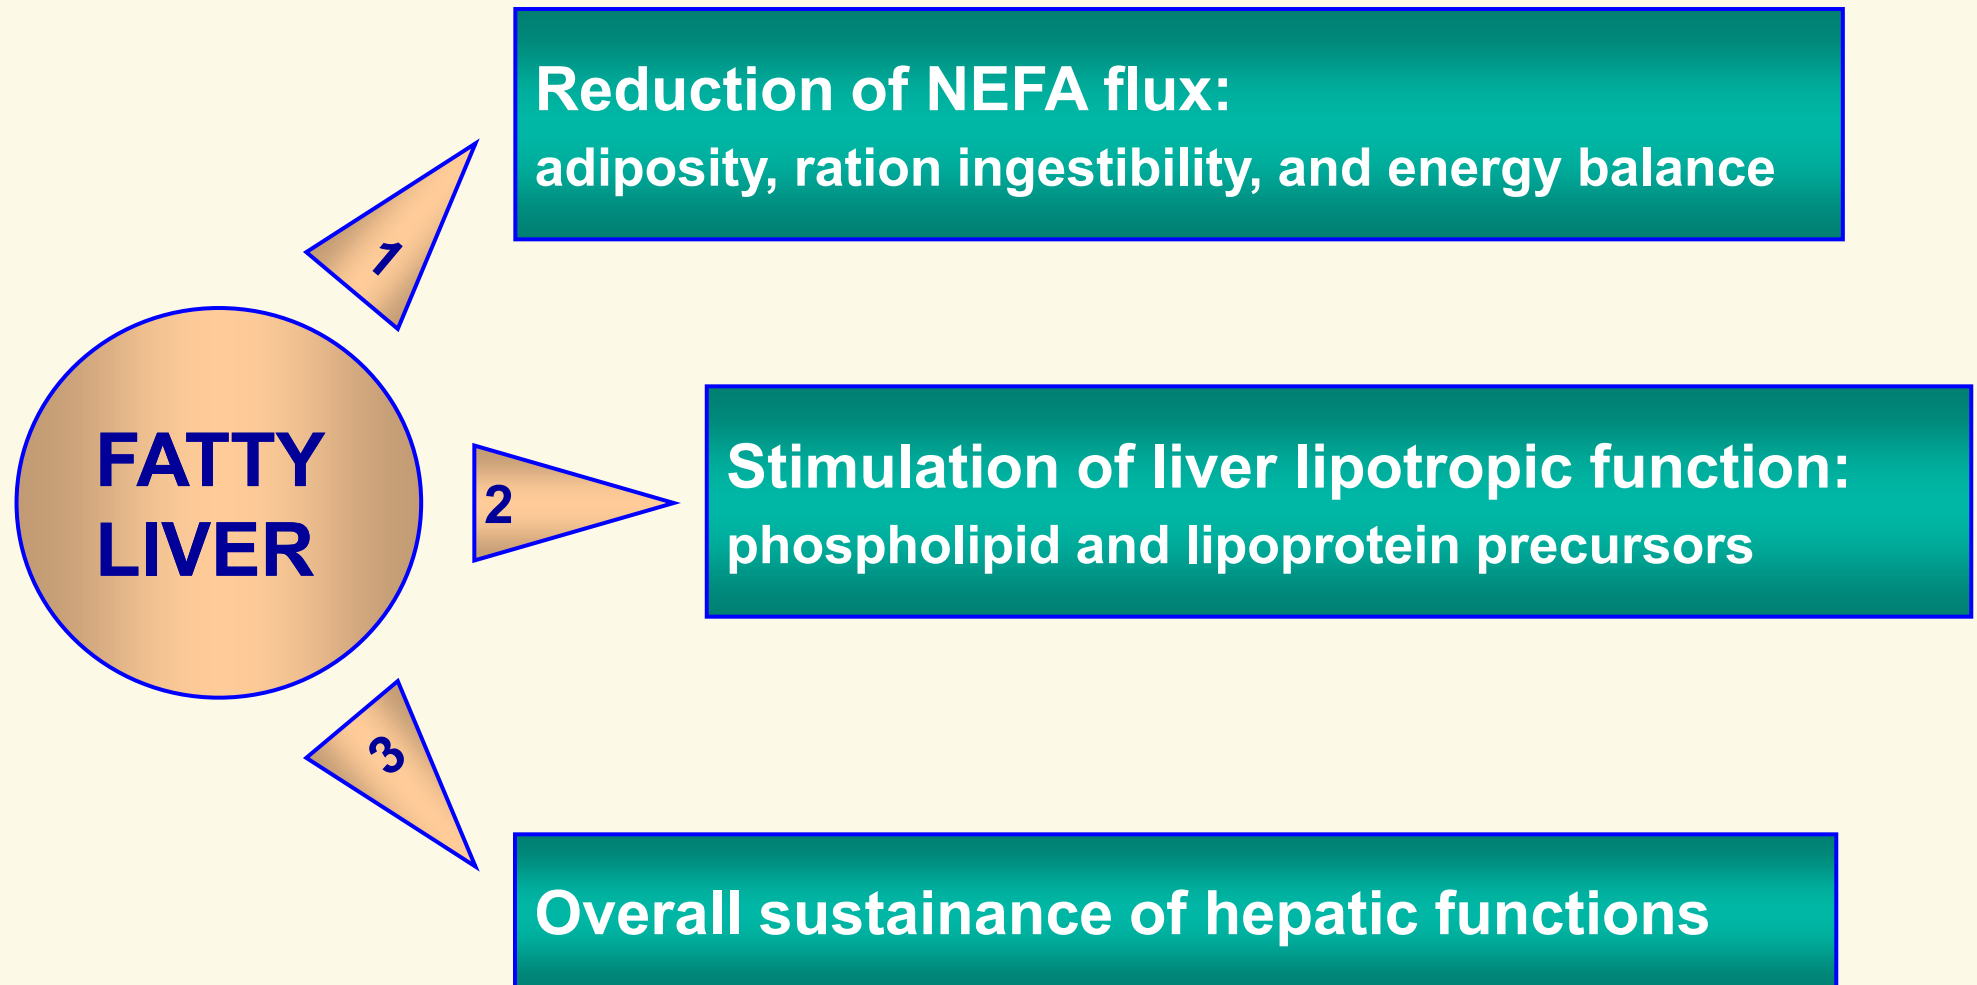 FATTY
LIVER
1
Reduction of NEFA flux:
adiposity, ration ingestibility, and energy balance
2
Stimulation of liver lipotropic function:
phospholipid and lipoprotein precursors
3
Overall sustainance of hepatic functions